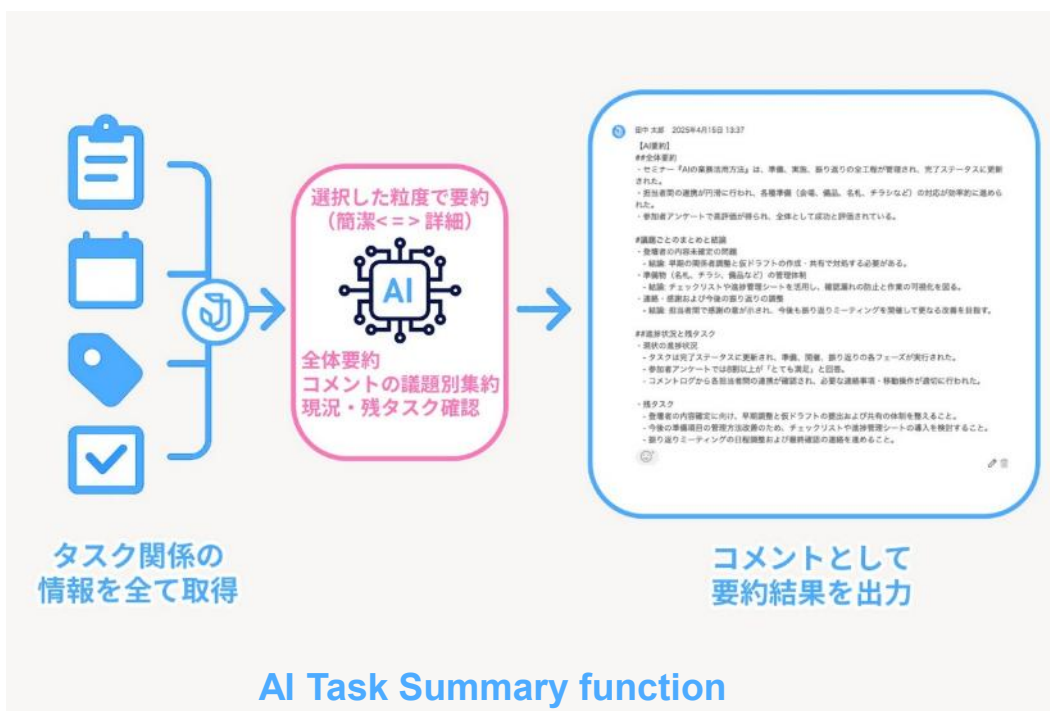 選択した粒度で要約
(簡潔<=> 詳細)
AI
全体要約
コメントの議題別集約
現況・残タスク確認
タスク関係の
情報を全て取得
田中 太郎 2025年4月15日 13:37
【AI要約】
##全体要約
・セミナー『AIの業務活用方法』は、準備、実施、振り返りの全工程が管理され、完了ステータスに更新
された。
・担当者間の連携が円滑に行われ、各種準備（会場、備品、名札、チラシなど）の対応が効率的に進めら
れた。
・参加者アンケートで高評価が得られ、全体として成功と評価されている。
#議題ごとのまとめと結論
・登壇者の内容未確定の問題
- 結論: 早期の関係者調整と仮ドラフトの作成・共有で対処する必要がある。
・準備物（名札、チラシ、備品など）の管理体制
- 結論: チェックリストや進捗管理シートを活用し、確認漏れの防止と作業の可視化を図る。
・連絡・感謝および今後の振り返りの調整
- 結論: 担当者間で感謝の意が示され、今後も振り返りミーティングを開催して更なる改善を目指す。
##進捗状況と残タスク
・現状の進捗状況
- タスクは完了ステータスに更新され、準備、開催、振り返りの各フェーズが実行された。
- 参加者アンケートでは8割以上が「とても満足」と回答。
- コメントログから各担当者間の連携が確認され、必要な連絡事項・移動操作が適切に行われた。
・残タスク
- 登壇者の内容確定に向け、早期調整と仮ドラフトの提出および共有の体制を整えること。
- 今後の準備項目の管理方法改善のため、チェックリストや進捗管理シートの導入を検討すること。
- 振り返りミーティングの日程調整および最終確認の連絡を進めること。
コメントとして
要約結果を出力
AI Task Summary function